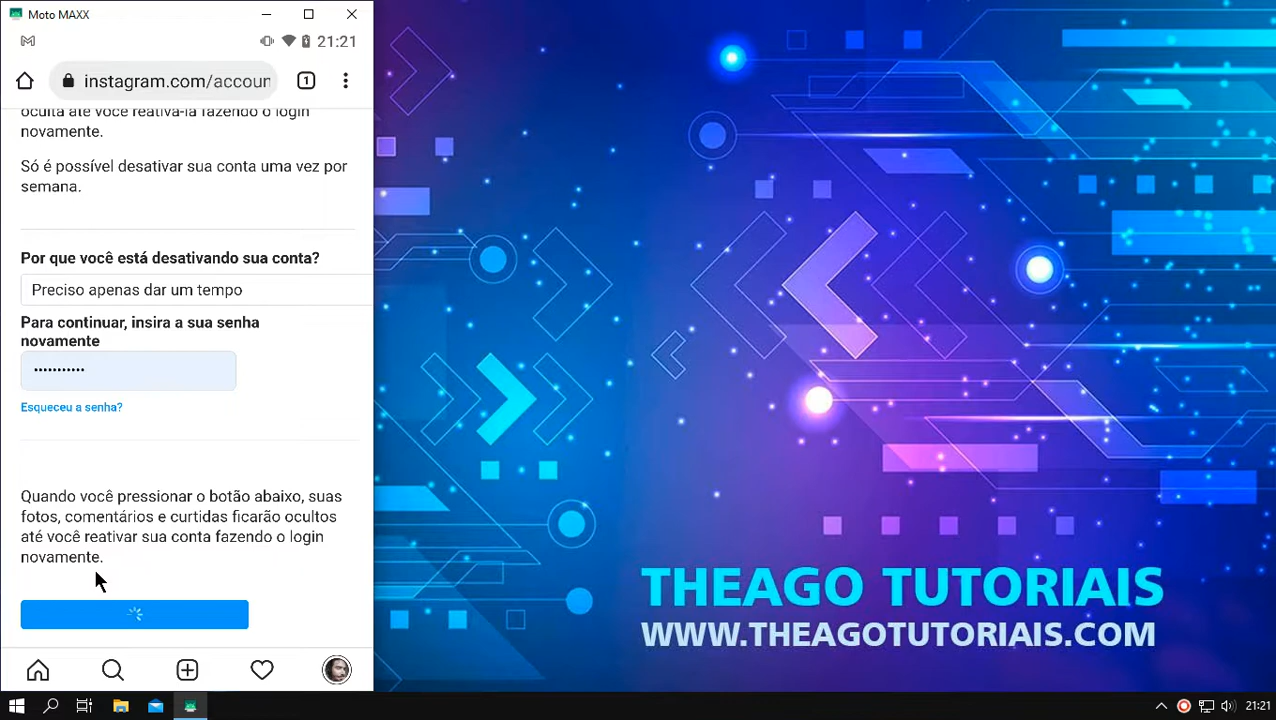 Moto MAXX
21:21
instagram.com/accoun
1
oculta até você reativá-la fazendo o login
novamente.
Só é possível desativar sua conta uma vez por
semana.
Por que você está desativando sua conta?
Preciso apenas dar um tempo
Para continuar, insira a sua senha
novamente
•••••••••••
Esqueceu a senha?
Quando você pressionar o botão abaixo, suas
fotos, comentários e curtidas ficarão ocultos
até você reativar sua conta fazendo o login
novamente.
THEAGO TUTORIAIS
WWW.THEAGOTUTORIAIS.COM
21:21